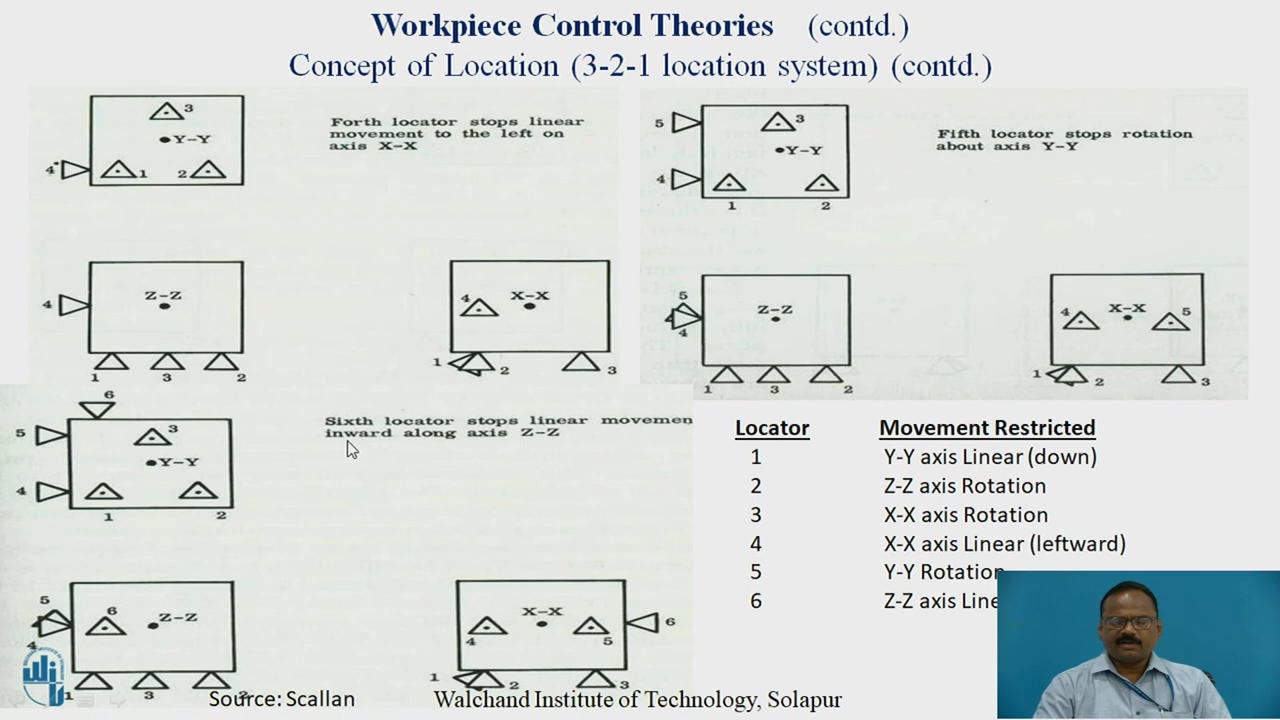 Workpiece Control Theories (contd.)
Concept of Location (3-2-1 location system) (contd.)
3
Y-Y
4
1
2
Forth locator stops linear
movement to the left on
axis X-X
Z-Z
4
1
3
2
4
X-X
1
2
3
5
3
Y-Y
4
1
2
Fifth locator stops rotation
about axis Y-Y
5
Z-Z
4
1
3
2
4
X-X
5
1
2
3
6
5
3
Y-Y
4
1
2
Sixth locator stops linear movemen
inward along axis Z-Z
5
6
Z-Z
4
1
3
2
X-X
6
4
5
1
2
3
Locator Movement Restricted
1 Y-Y axis Linear (down)
2 Z-Z axis Rotation
3 X-X axis Rotation
4 X-X axis Linear (leftward)
5 Y-Y Rotation
6 Z-Z axis Line
Source: Scallan Walchand Institute of Technology, Solapur